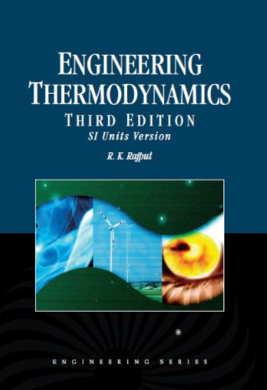 ENGINEERING
THERMODYNAMICS
THIRD EDITION
SI Units Version
R. K. Rajput
ENGINEERING SERIES